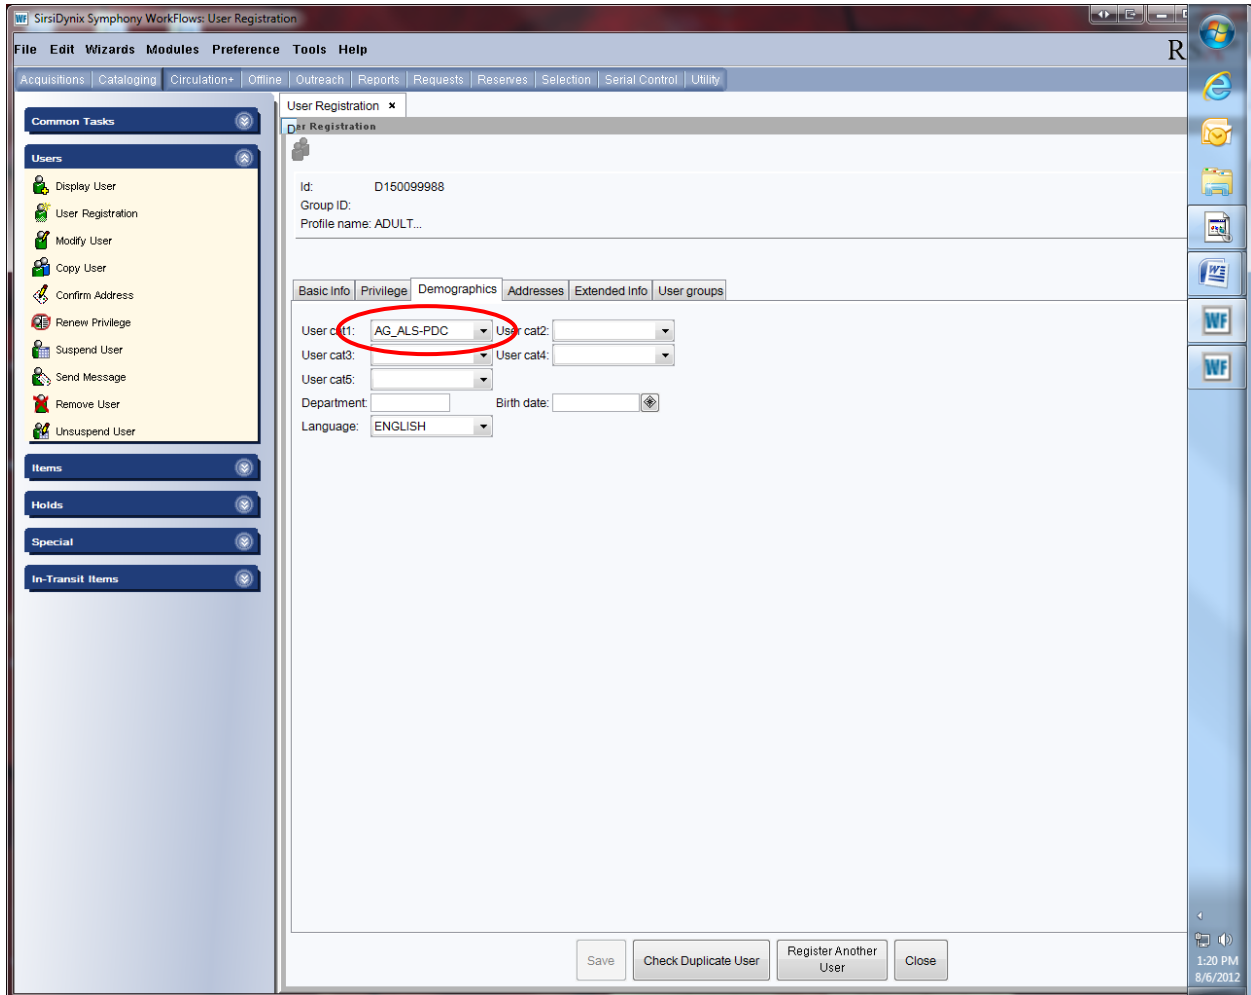 WF SirsiDynix Symphony WorkFlows: User Registration
File Edit Wizards Modules Preference Tools Help
R
Acquisitions Cataloging Circulation+ Offline Outreach Reports Requests Reserves Selection Serial Control Utility
Common Tasks
Users
Display User
User Registration
Modify User
Copy User
Confirm Address
Renew Privilege
Suspend User
Send Message
Remove User
Unsuspend User
Items
Holds
Special
In-Transit Items
User Registration ×
Der Registration
Id: D150099988
Group ID:
Profile name: ADULT...
Basic Info Privilege Demographics Addresses Extended Info User groups
User cat1: AG_ALS-PDC User cat2:
User cat3: User cat4:
User cat5:
Department: Birth date:
Language: ENGLISH
Save Check Duplicate User Register Another User Close
W
WF
WF
1:20 PM
8/6/2012